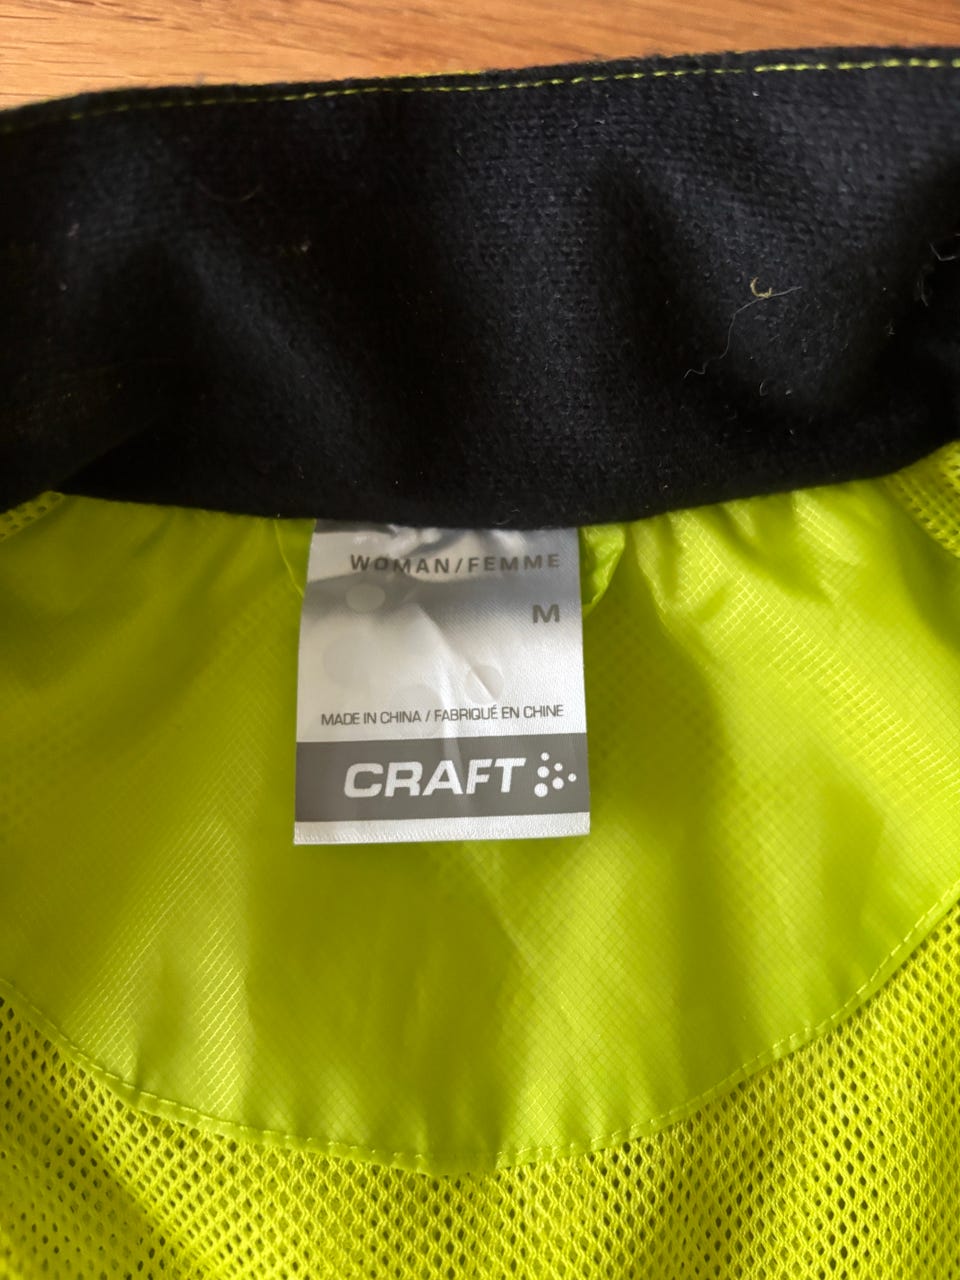 WOMAN/FEMME
M
MADE IN CHINA / FABRIQUÉ EN CHINE
CRAFT